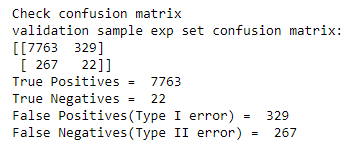 Check confusion matrix
validation sample exp set confusion matrix:
[[7763  329]
 [ 267   22]]
True Positives =  7763
True Negatives =  22
False Positives(Type I error) =  329
False Negatives(Type II error) =  267